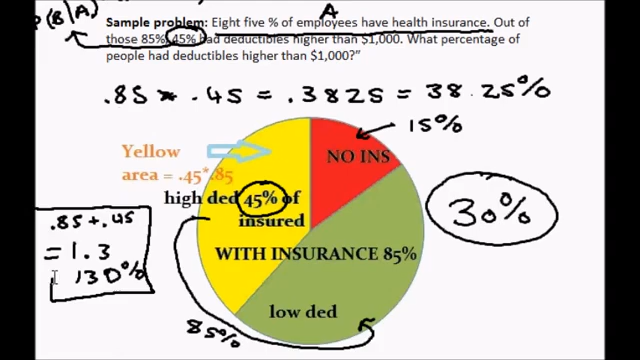 P(B|A)
A
Sample problem: Eight five % of employees have health insurance. Out of
those 85%, 45% had deductibles higher than $1,000. What percentage of
people had deductibles higher than $1,000?"
.85 * .45 = .3825 = 38.25%
15%
Yellow
area = .45*.85
NO INS
high ded 45% of
insured
30%
.85 + .45
= 1.3
130%
WITH INSURANCE 85%
low ded
85%